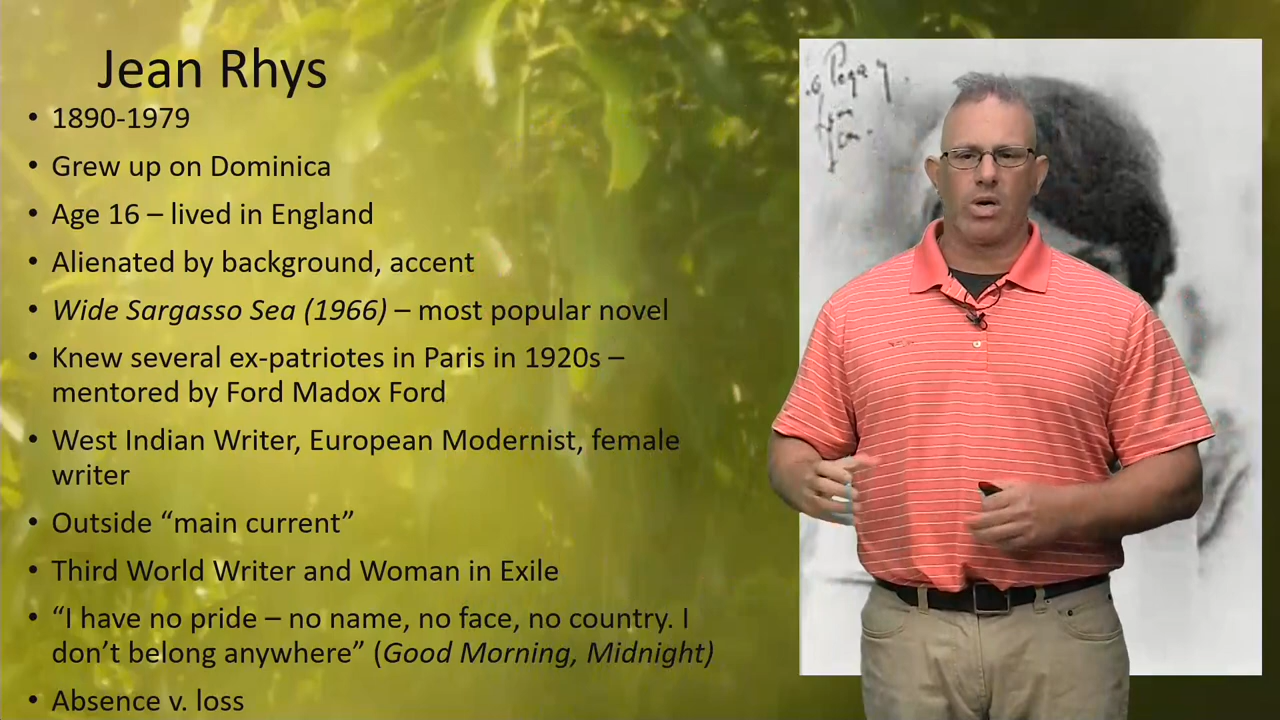 Jean Rhys
• 1890-1979
• Grew up on Dominica
• Age 16 – lived in England
• Alienated by background, accent
• Wide Sargasso Sea (1966) – most popular novel
• Knew several ex-patriotes in Paris in 1920s –
mentored by Ford Madox Ford
• West Indian Writer, European Modernist, female
writer
• Outside “main current”
• Third World Writer and Woman in Exile
• “I have no pride – no name, no face, no country. I
don’t belong anywhere” (Good Morning, Midnight)
• Absence v. loss